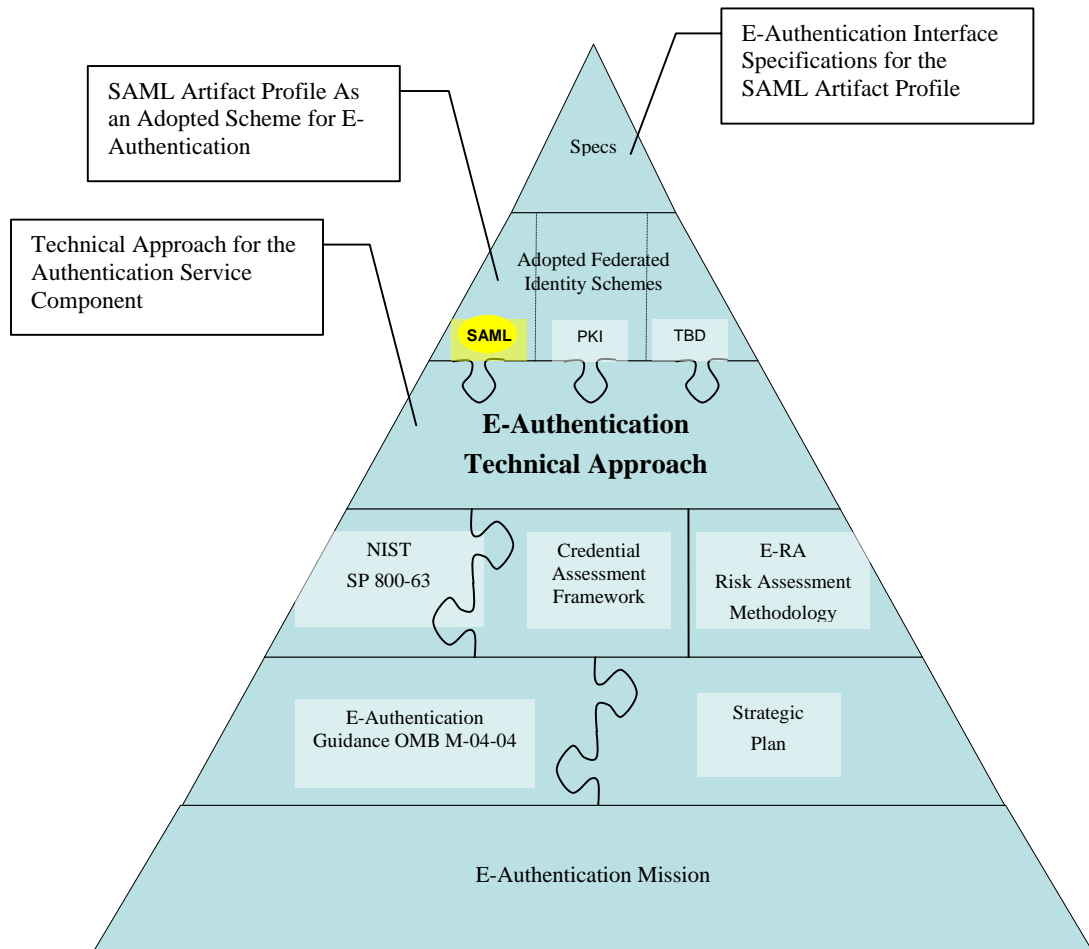 E-Authentication Interface
Specifications for the
SAML Artifact Profile
SAML Artifact Profile As
an Adopted Scheme for E-
Authentication
Specs
Technical Approach for the
Authentication Service
Component
Adopted Federated
Identity Schemes
SAML
PKI
TBD
E-Authentication
Technical Approach
NIST
SP 800-63
Credential
Assessment
Framework
E-RA
Risk Assessment
Methodology
E-Authentication
Guidance OMB M-04-04
Strategic
Plan
E-Authentication Mission